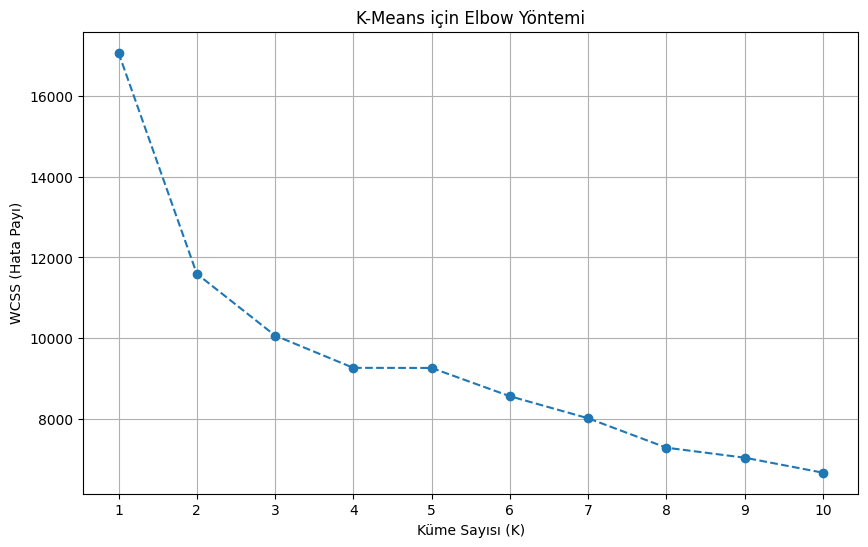 K-Means için Elbow Yöntemi
WCSS (Hata Payı)
16000
14000
12000
10000
8000
1 2 3 4 5 6 7 8 9 10
Küme Sayısı (K)